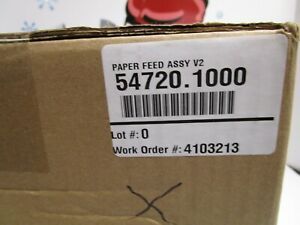 PAPER FEED ASSY V2
54720.1000
Lot #: 0
Work Order #: 4103213